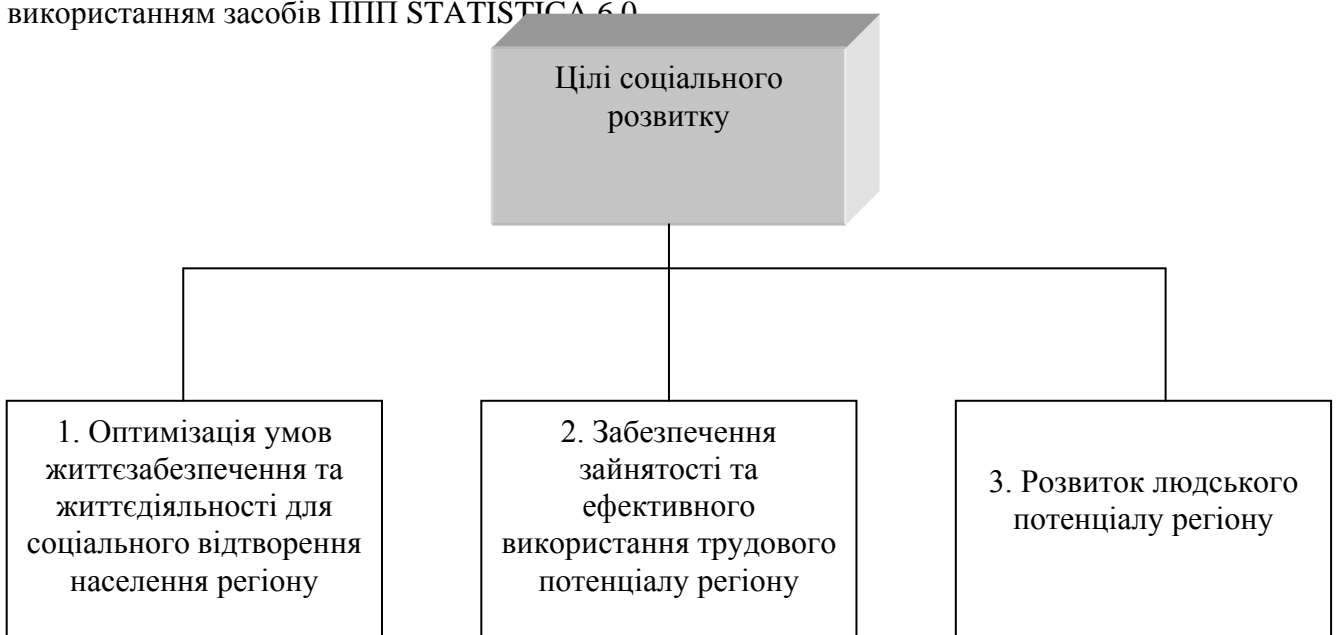 використанням засобів ППП STATISTICA 6.0
Цілі соціального
розвитку
1. Оптимізація умов
життєзабезпечення та
життєдіяльності для
соціального відтворення
населення регіону
2. Забезпечення
зайнятості та
ефективного
використання трудового
потенціалу регіону
3. Розвиток людського
потенціалу регіону